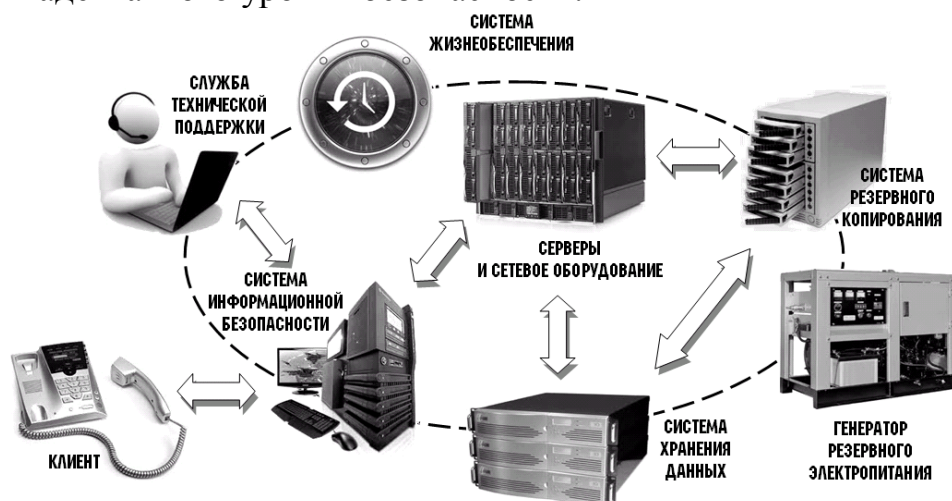 СИСТЕМА
ЖИЗНЕОБЕСПЕЧЕНИЯ
СЛУЖБА
ТЕХНИЧЕСКОЙ
ПОДДЕРЖКИ
СИСТЕМА
РЕЗЕРВНОГО
КОПИРОВАНИЯ
СЕРВЕРЫ
И СЕТЕВОЕ ОБОРУДОВАНИЕ
СИСТЕМА
ИНФОРМАЦИОННОЙ
БЕЗОПАСНОСТИ
КЛИЕНТ
СИСТЕМА
ХРАНЕНИЯ
ДАННЫХ
ГЕНЕРАТОР
РЕЗЕРВНОГО
ЭЛЕКТРОПИТАНИЯ